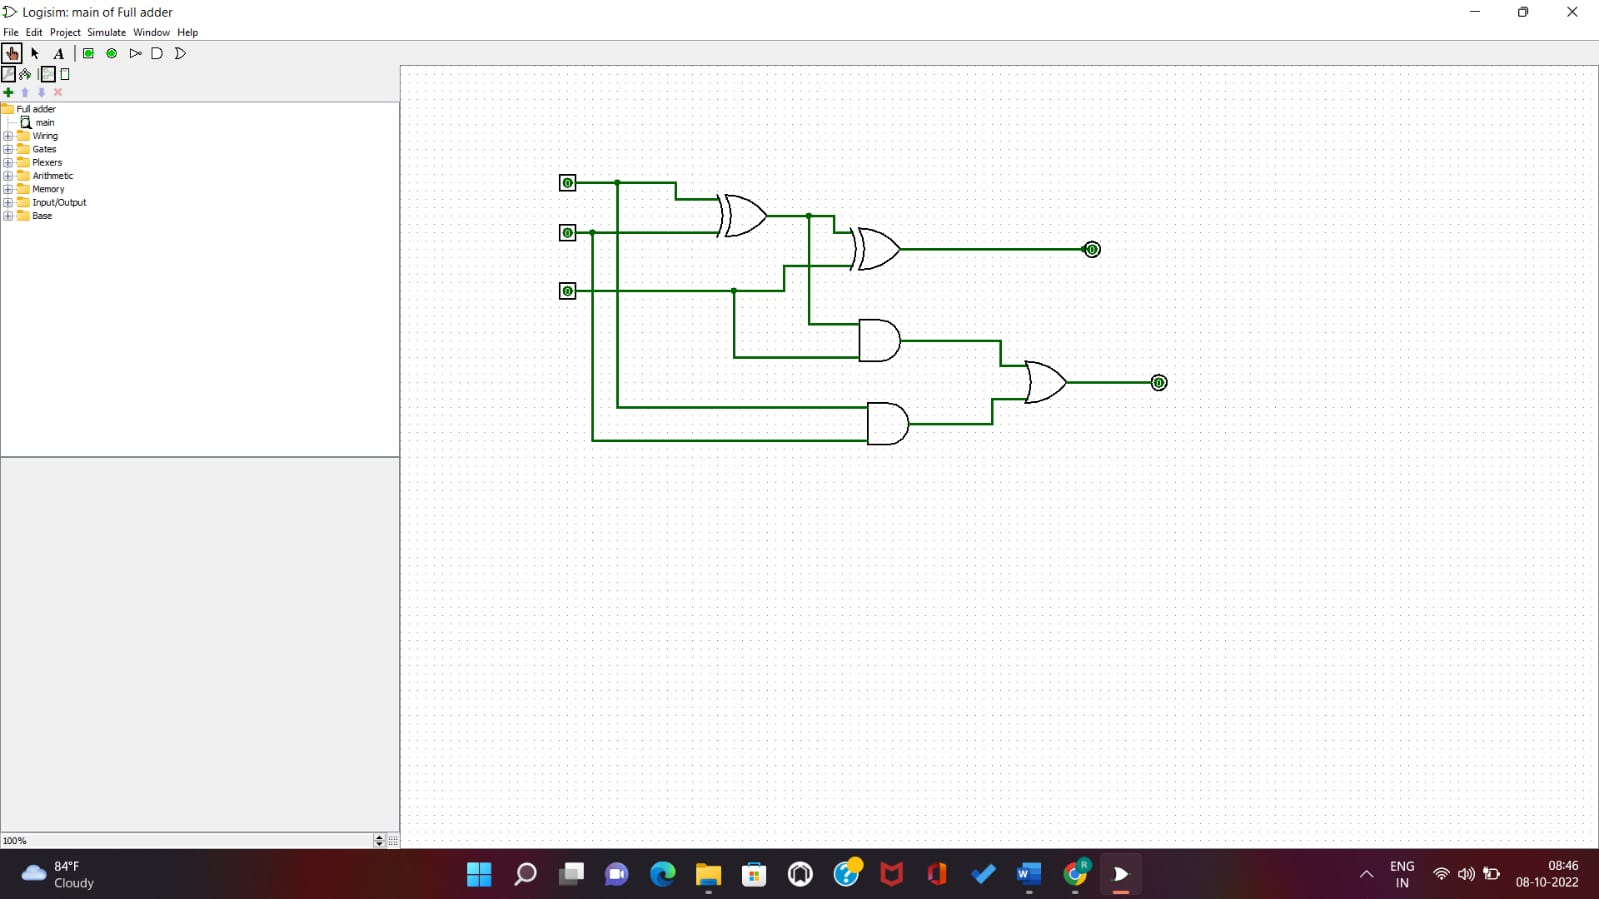 Logisim: main of Full adder
File Edit Project Simulate Window Help
A
Full adder
main
Wiring
Gates
Plexers
Arithmetic
Memory
Input/Output
Base
0
0
0
0
0
100%
84°F
Cloudy
R
ENG
IN
08:46
08-10-2022